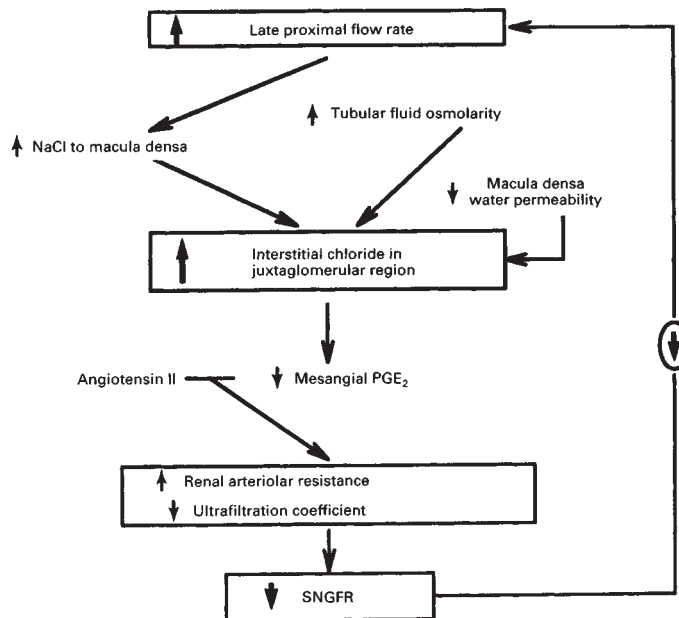 Late proximal flow rate
Tubular fluid osmolarity
NaCl to macula densa
Macula densa
water permeability
Interstitial chloride in
juxtaglomerular region
Angiotensin II
Mesangial PGE₂
Renal arteriolar resistance
Ultrafiltration coefficient
SNGFR